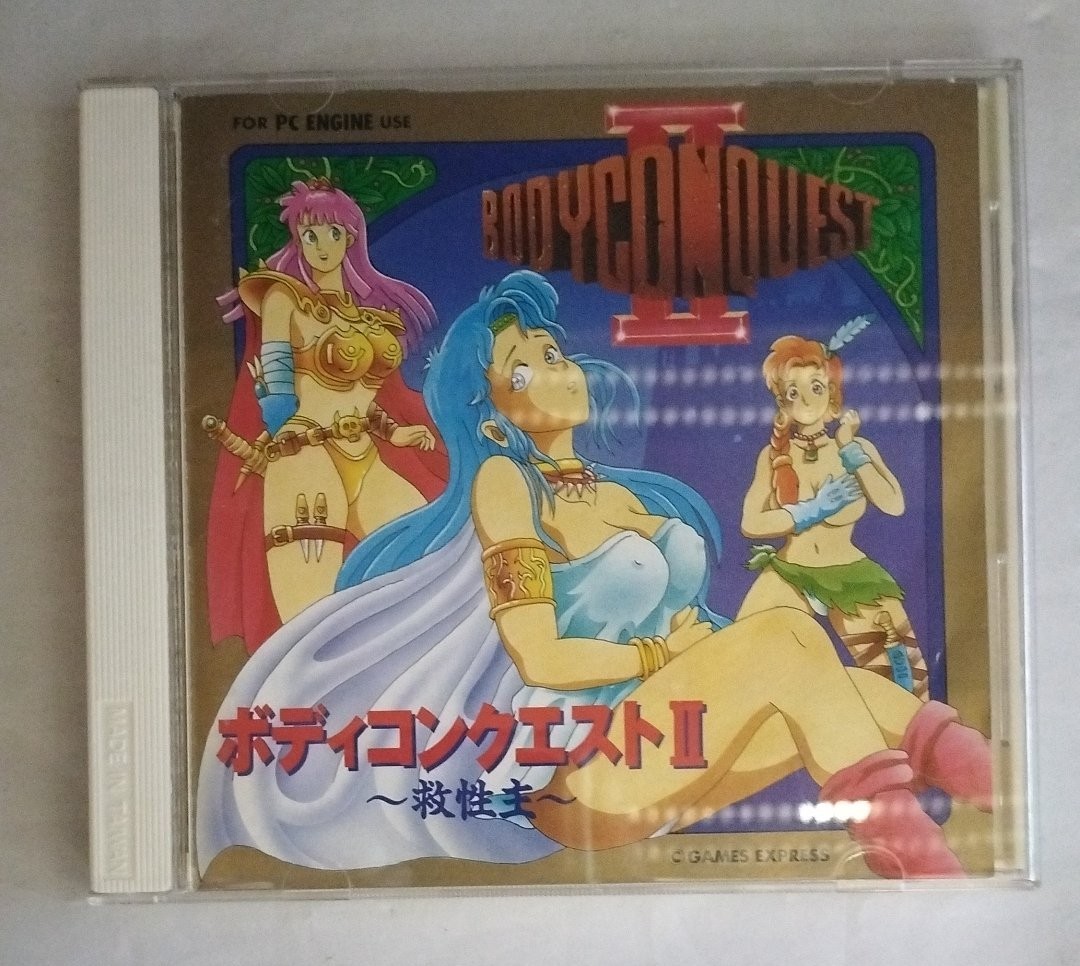 FOR PC ENGINE USE
II
BODYCONQUEST
ボディコンクエストII
～救性主～
© GAMES EXPRESS
MADE IN TAIWAN